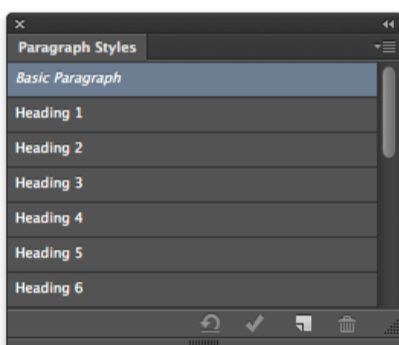 Paragraph Styles
Basic Paragraph
Heading 1
Heading 2
Heading 3
Heading 4
Heading 5
Heading 6